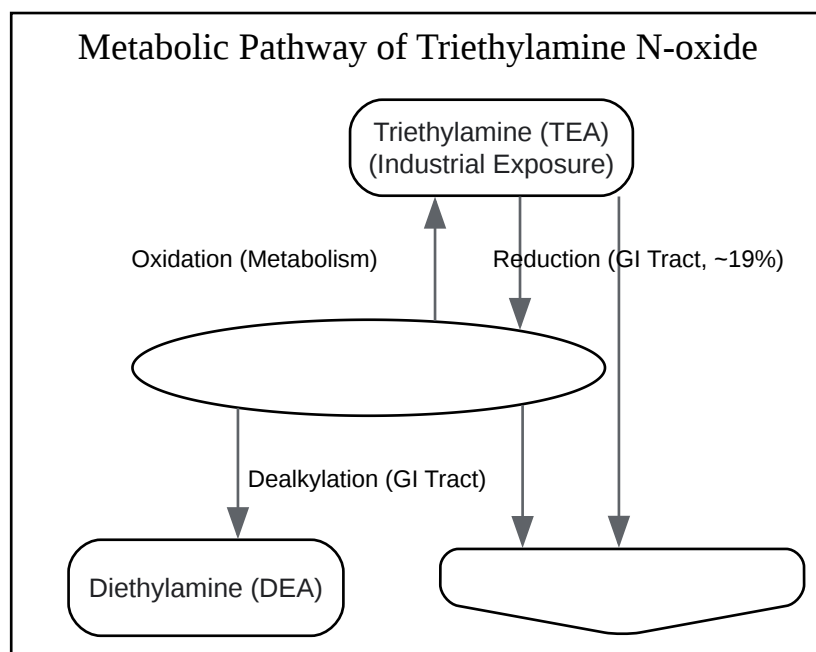 Metabolic Pathway of Triethylamine N-oxide
Triethylamine (TEA)
(Industrial Exposure)
Oxidation (Metabolism)
Reduction (GI Tract, ~19%)
Dealkylation (GI Tract)
Diethylamine (DEA)